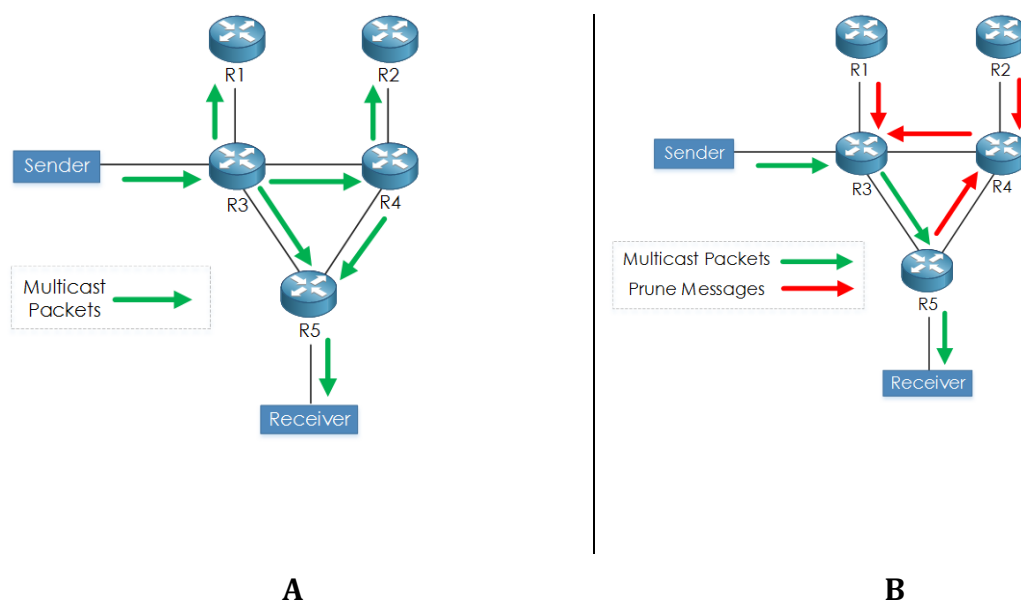 R1
R2
Sender
R3
R4
Multicast
Packets
R5
Receiver
A
R1
R2
Sender
R3
R4
Multicast Packets
Prune Messages
R5
Receiver
B